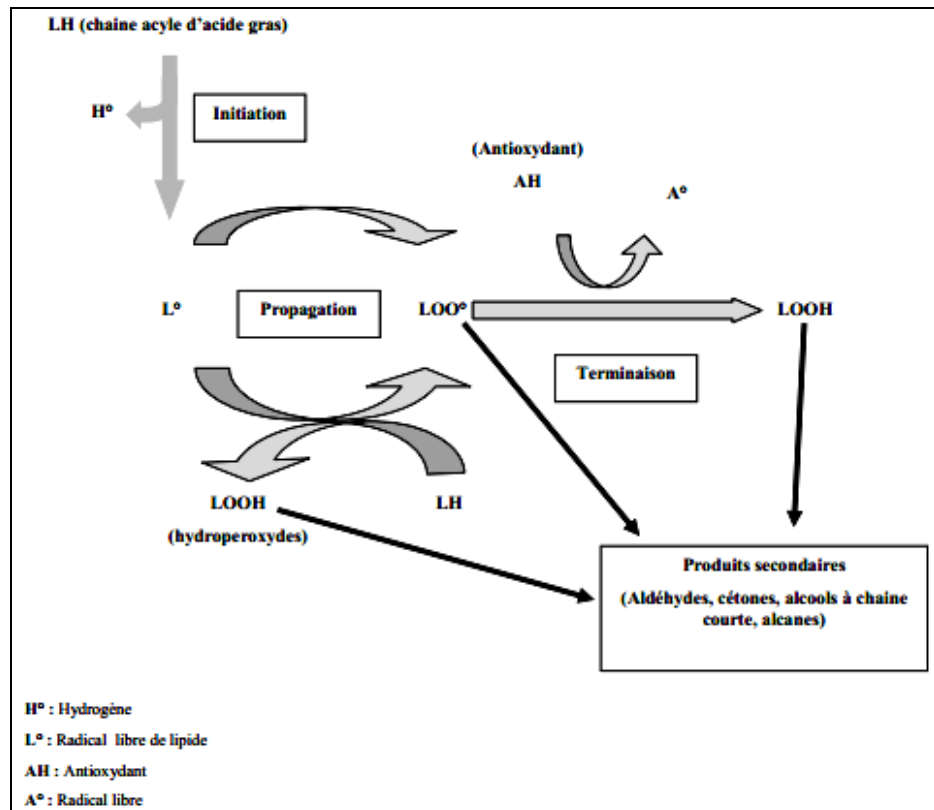 LH (chaine acyle d'acide gras)
H°
Initiation
(Antioxydant)
AH
A°
L°
Propagation
LOO°
LOOH
Terminaison
LOOH
LH
(hydroperoxydes)
Produits secondaires
(Aldéhydes, cétones, alcools à chaine
courte, alcanes)
H° : Hydrogène
L° : Radical libre de lipide
AH : Antioxydant
A° : Radical libre